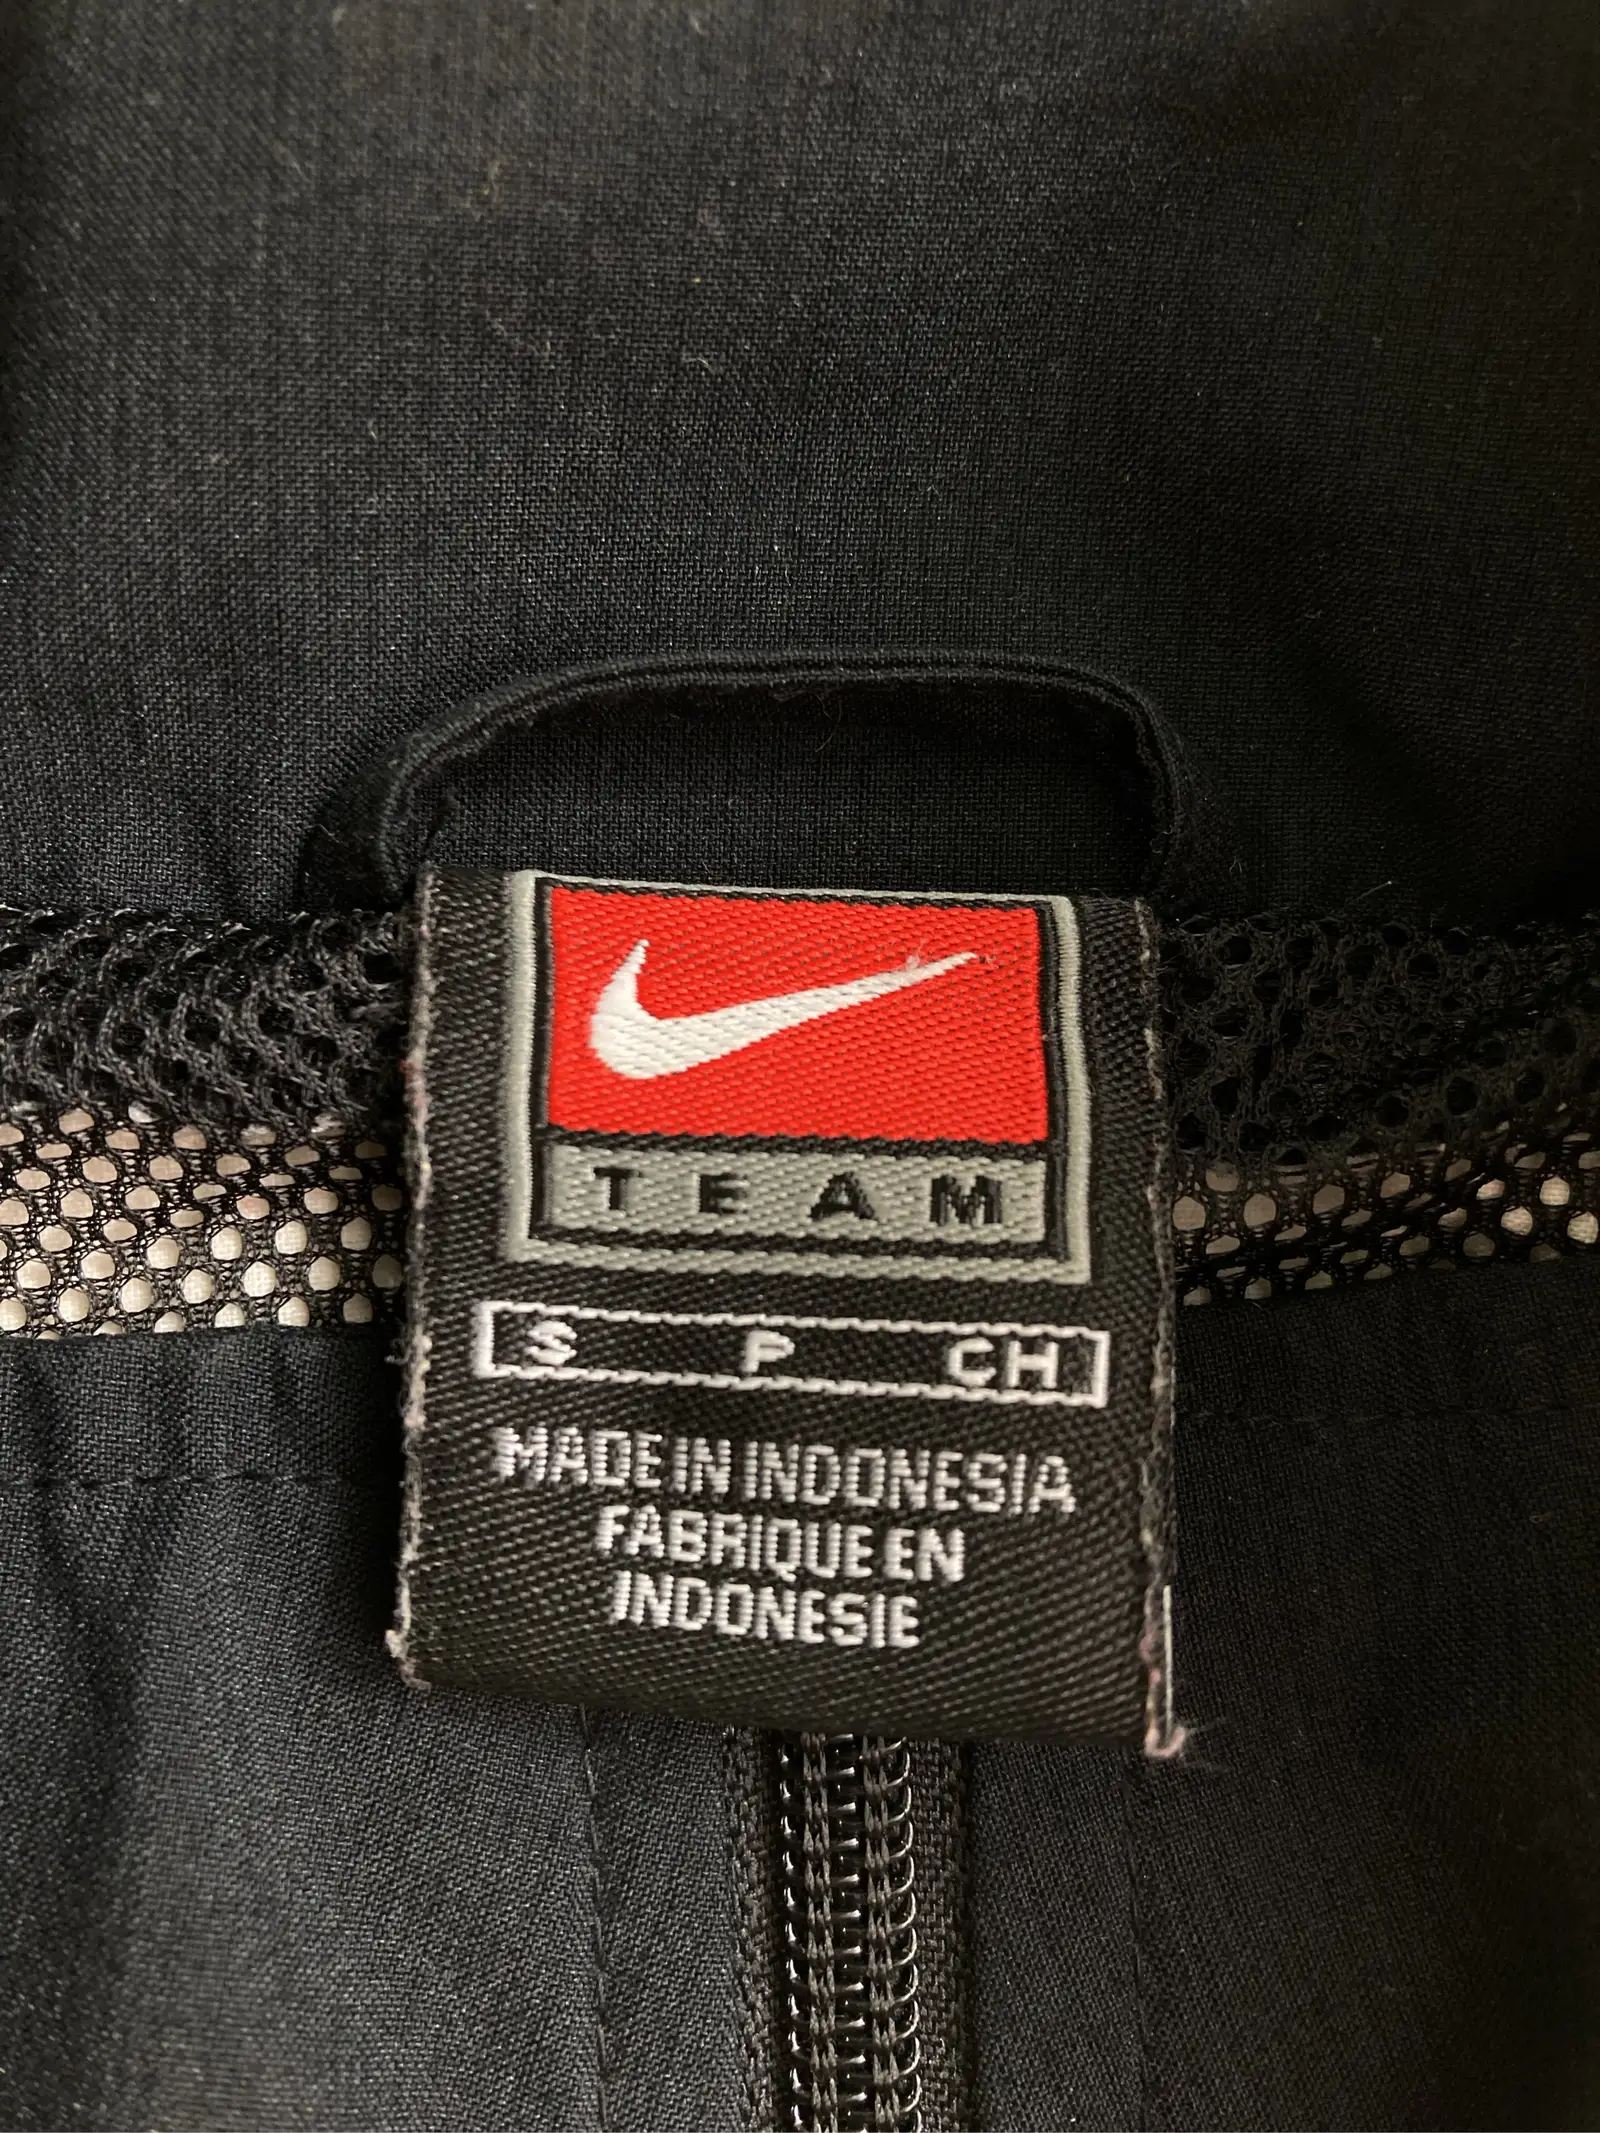 TEAM
S P CH
MADE IN INDONESIA
FABRIQUE EN
INDONESIE